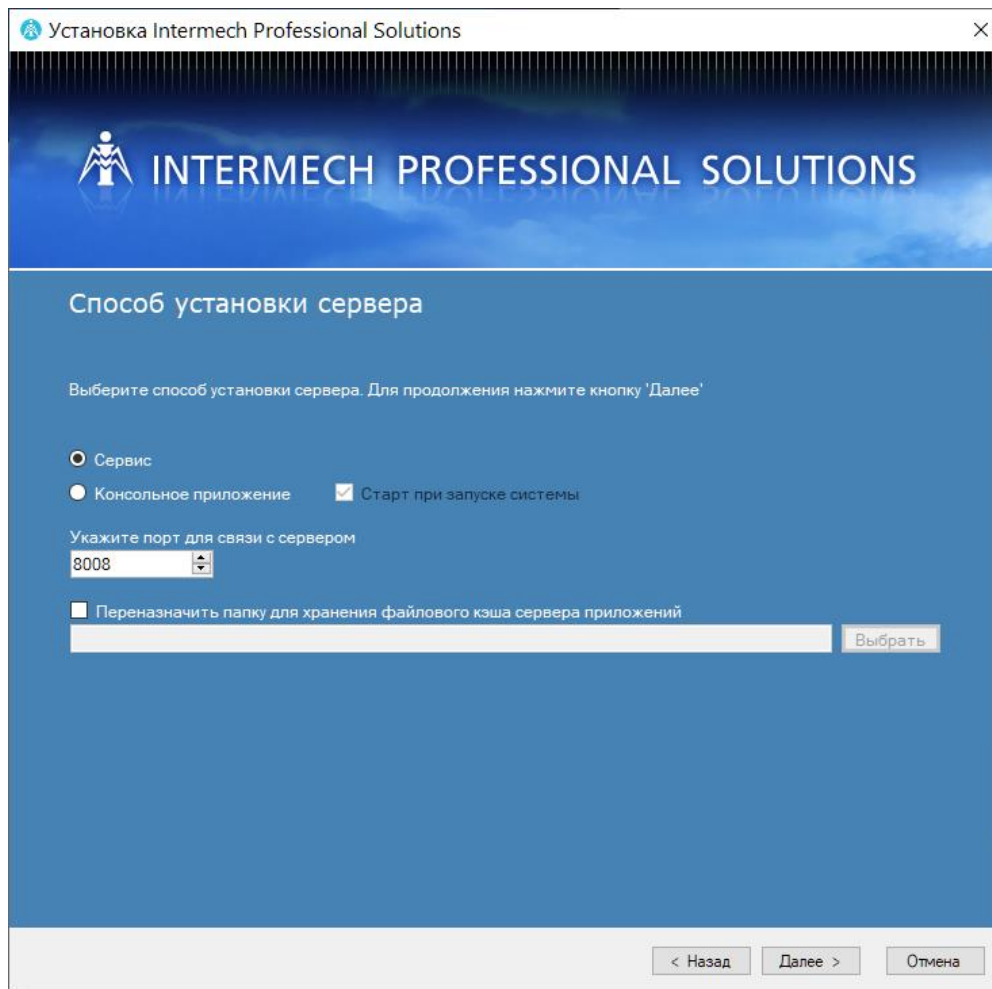 Установка Intermech Professional Solutions
INTERMECH PROFESSIONAL SOLUTIONS
Способ установки сервера
Выберите способ установки сервера. Для продолжения нажмите кнопку 'Далее'
Сервис
Консольное приложение Старт при запуске системы
Укажите порт для связи с сервером
8008
Переназначить папку для хранения файлового кэша сервера приложений
Выбрать
< Назад Далее > Отмена